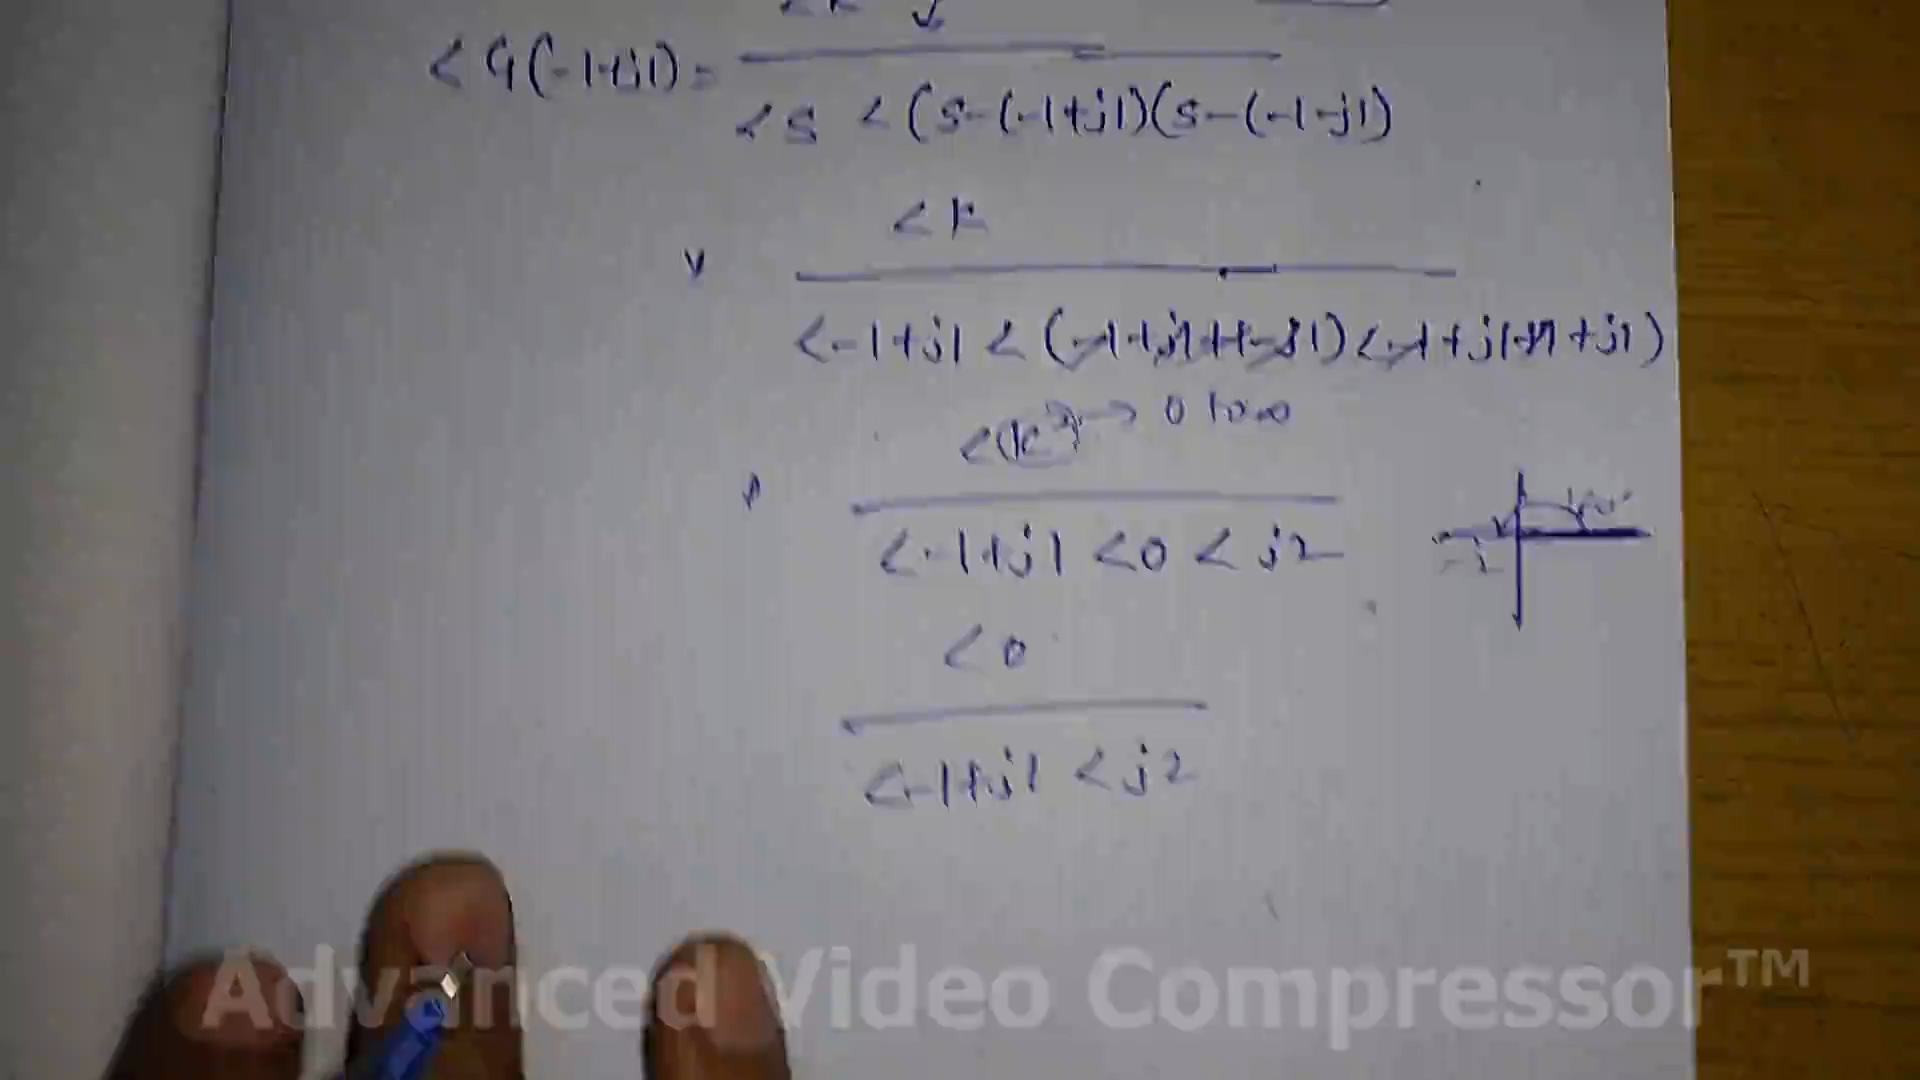 <K
<G(-1+j1)=
<s <(s-(-1+j1)(s-(-1-j1)
<K
<-1+j1 <(-1+j1+1-j1)<-1+j1+1+j1)
<(K) → 0 to ∞
<-1+j1 <0 <j2
<0
<-1+j1 <j2
Advanced Video Compressor™